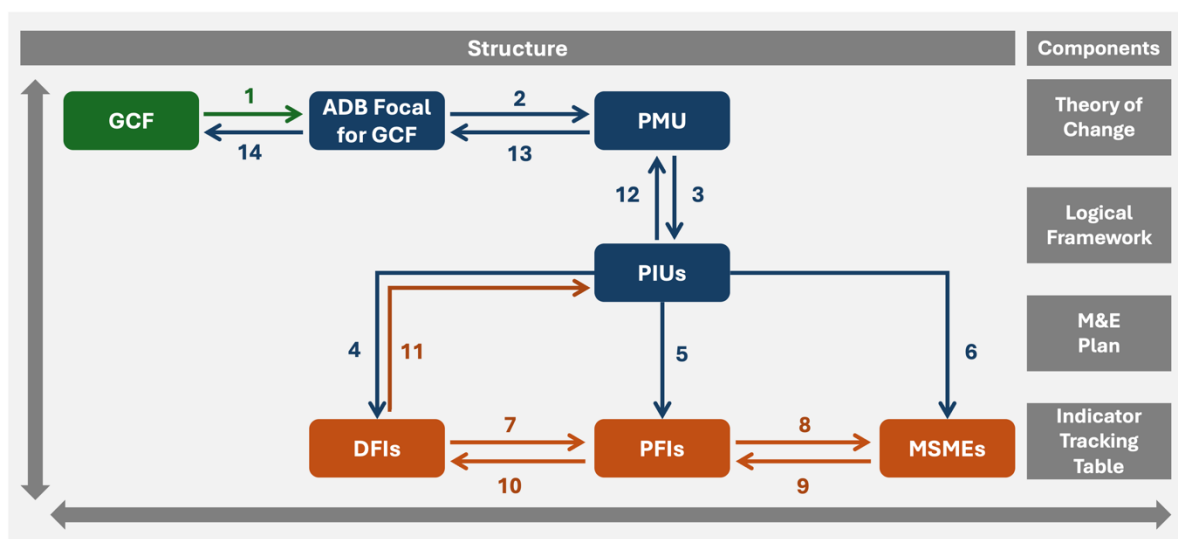 Structure
Components
GCF
1
14
ADB Focal
for GCF
2
13
PMU
Theory of
Change
12
3
Logical
Framework
PIUs
M&E
Plan
4
11
5
6
DFIs
7
10
PFIs
8
9
MSMEs
Indicator
Tracking
Table